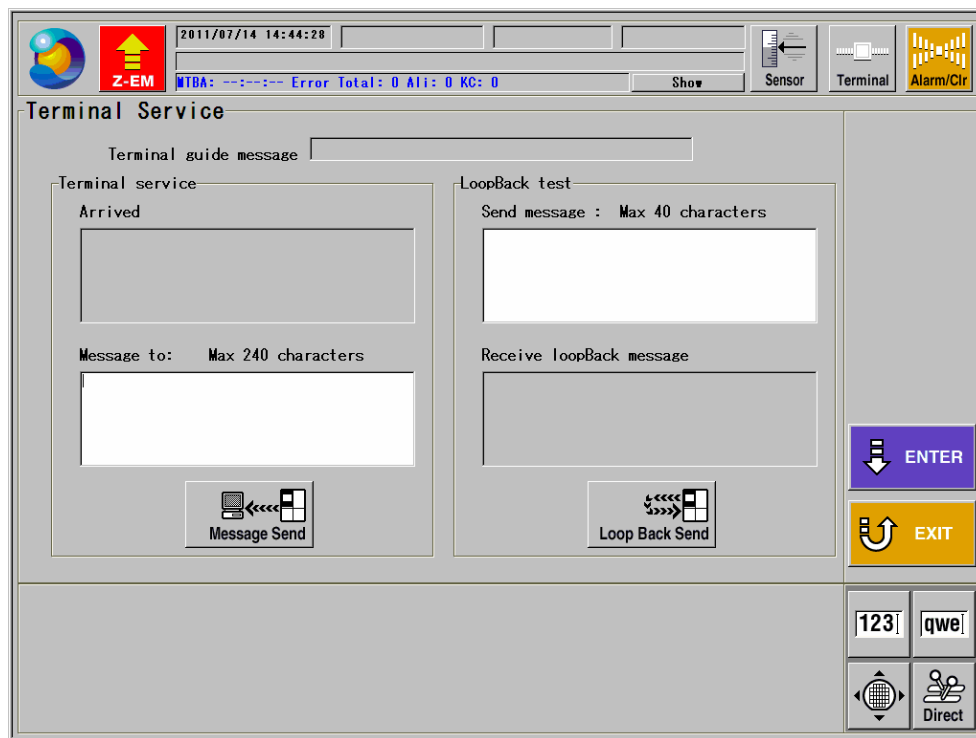 2011/07/14 14:44:28
Z-EM
MTBA: --:--:-- Error Total: 0 Ali: 0 KC: 0
Show
Sensor
Terminal
Alarm/Clr
Terminal Service
Terminal guide message
Terminal service
Arrived
Message to: Max 240 characters
Message Send
LoopBack test
Send message : Max 40 characters
Receive loopBack message
Loop Back Send
ENTER
EXIT
123
qwe
Direct